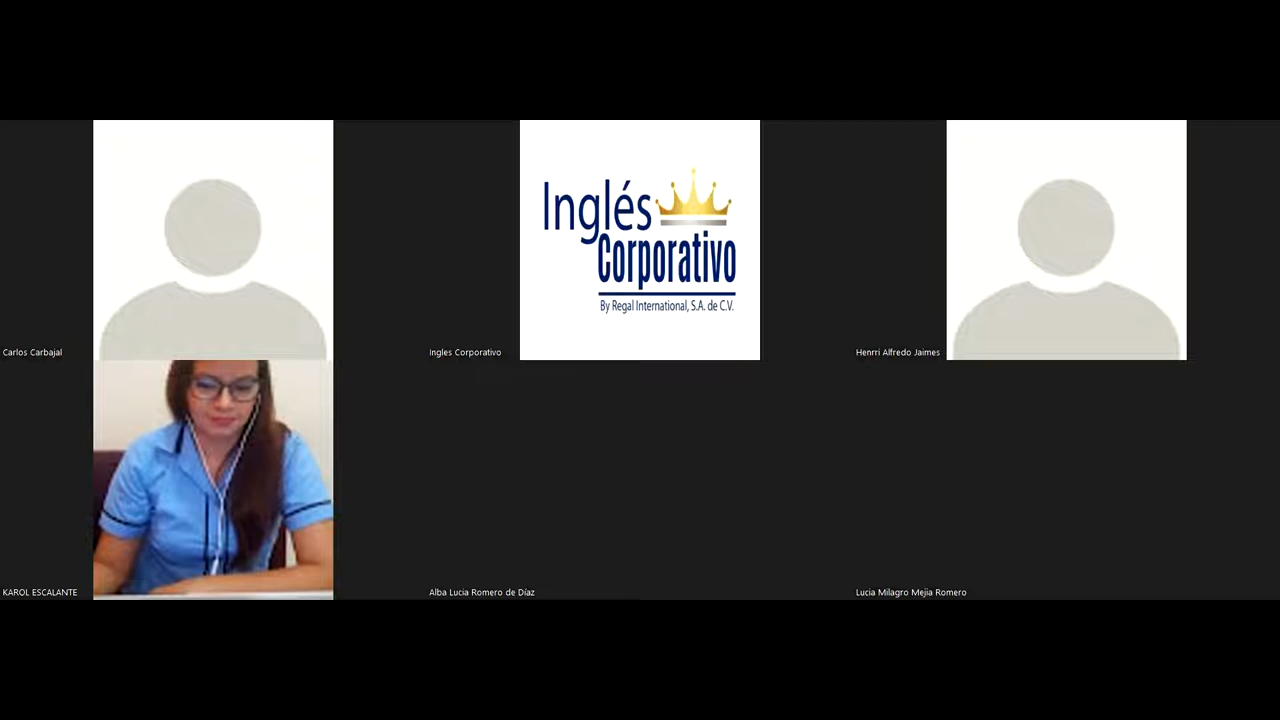 Inglés
Corporativo
By Regal International, S.A. de C.V.
Carlos Carbajal
Ingles Corporativo
Henrri Alfredo Jaimes
KAROL ESCALANTE
Alba Lucia Romero de Díaz
Lucia Milagro Mejia Romero